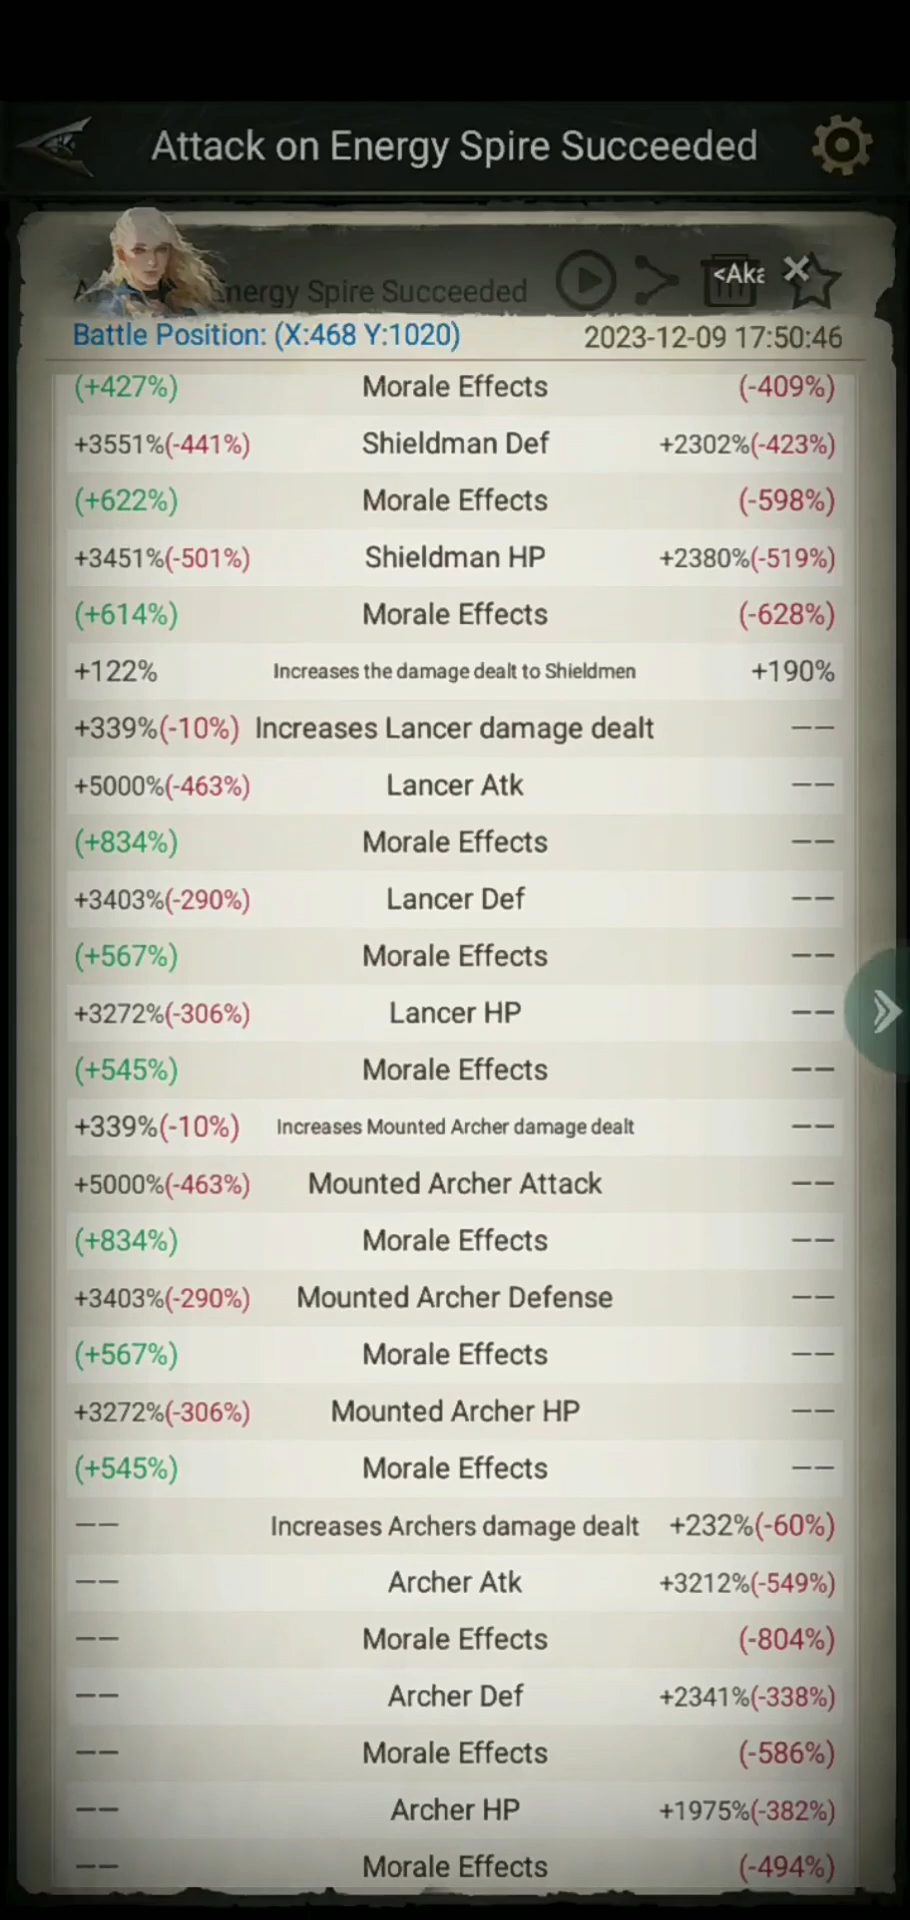 Attack on Energy Spire Succeeded
nergy Spire Succeeded
<Aka
Battle Position: (X:468 Y:1020) 2023-12-09 17:50:46
(+427%) Morale Effects (-409%)
+3551%(-441%) Shieldman Def +2302%(-423%)
(+622%) Morale Effects (-598%)
+3451%(-501%) Shieldman HP +2380%(-519%)
(+614%) Morale Effects (-628%)
+122% Increases the damage dealt to Shieldmen +190%
+339%(-10%) Increases Lancer damage dealt --
+5000%(-463%) Lancer Atk --
(+834%) Morale Effects --
+3403%(-290%) Lancer Def --
(+567%) Morale Effects --
+3272%(-306%) Lancer HP --
(+545%) Morale Effects --
+339%(-10%) Increases Mounted Archer damage dealt --
+5000%(-463%) Mounted Archer Attack --
(+834%) Morale Effects --
+3403%(-290%) Mounted Archer Defense --
(+567%) Morale Effects --
+3272%(-306%) Mounted Archer HP --
(+545%) Morale Effects --
-- Increases Archers damage dealt +232%(-60%)
-- Archer Atk +3212%(-549%)
-- Morale Effects (-804%)
-- Archer Def +2341%(-338%)
-- Morale Effects (-586%)
-- Archer HP +1975%(-382%)
-- Morale Effects (-494%)